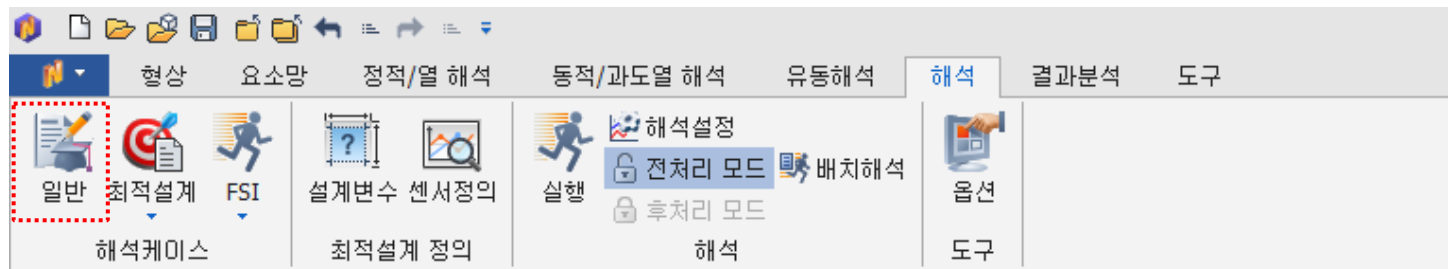 형상 요소망 정적/열 해석 동적/과도열 해석 유동해석 해석 결과분석 도구
일반 최적설계 FSI 설계변수 센서정의 실행 해석설정 전처리 모드 후처리 모드 배치해석 옵션
해석케이스 최적설계 정의 해석 도구